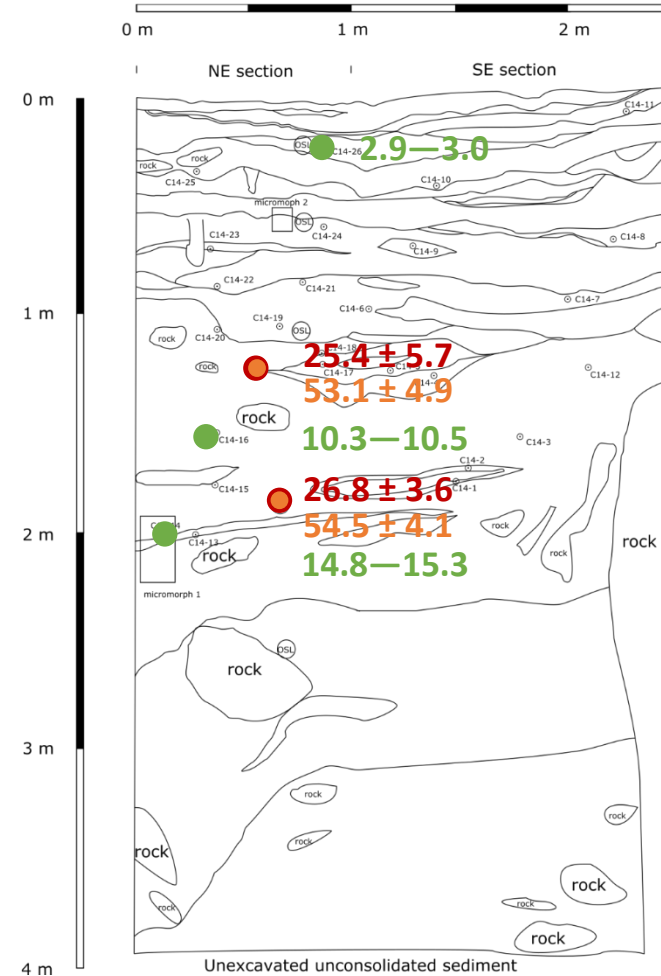 0 m
1 m
2 m
NE section
SE section
0 m
C14-11
OSL
C14-26
2.9—3.0
rock
rock
C14-25
C14-10
micromorph 2
OSL
C14-24
C14-23
C14-8
C14-9
C14-22
C14-21
C14-7
1 m
C14-6
C14-19
OSL
C14-20
rock
25.4 ± 5.7
C14-17
rock
C14-12
53.1 ± 4.9
rock
10.3—10.5
C14-16
C14-3
C14-2
26.8 ± 3.6
C14-15
C14-1
54.5 ± 4.1
rock
2 m
C14-13
rock
rock
rock
14.8—15.3
micromorph 1
OSL
rock
3 m
rock
rock
rock
rock
rock
rock
rock
rock
Unexcavated unconsolidated sediment
4 m